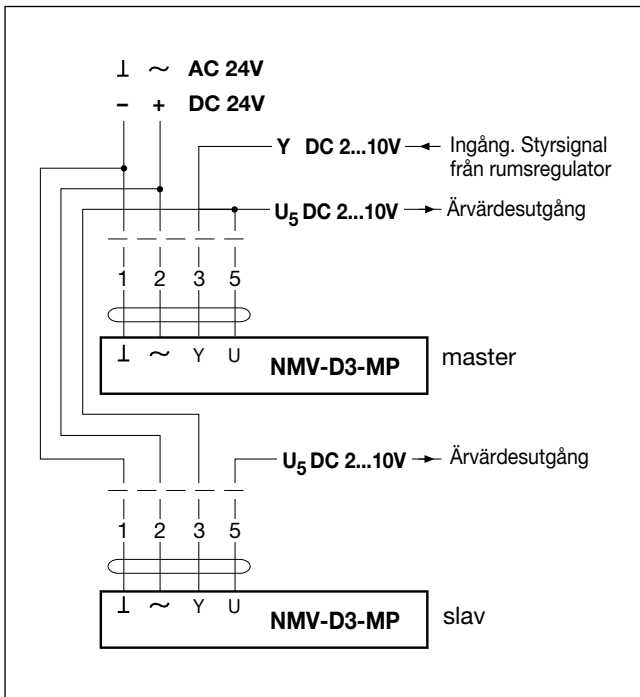 ⊥ ~ AC 24V
– + DC 24V
Y DC 2...10V Ingång. Styrsignal
från rumsregulator
U5 DC 2...10V Ärvärdesutgång
1 2 3 5
⊥ ~ Y U
NMV-D3-MP master
U5 DC 2...10V Ärvärdesutgång
1 2 3 5
⊥ ~ Y U
NMV-D3-MP slav